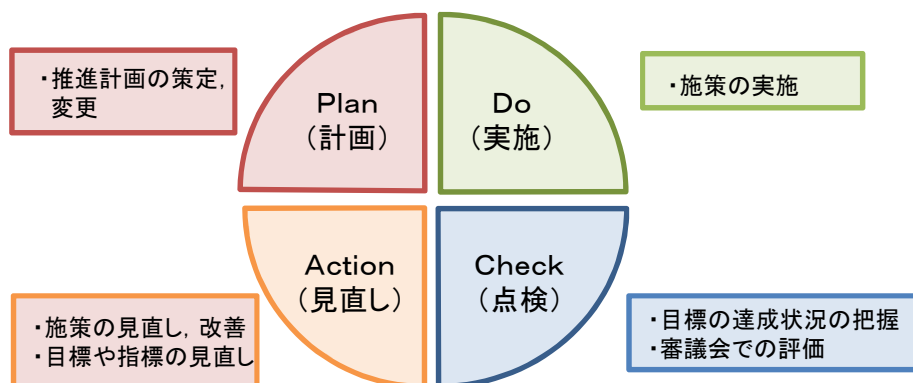 ・推進計画の策定,
変更
Plan
(計画)
Do
(実施)
・施策の実施
Action
(見直し)
Check
(点検)
・施策の見直し, 改善
・目標や指標の見直し
・目標の達成状況の把握
・審議会での評価